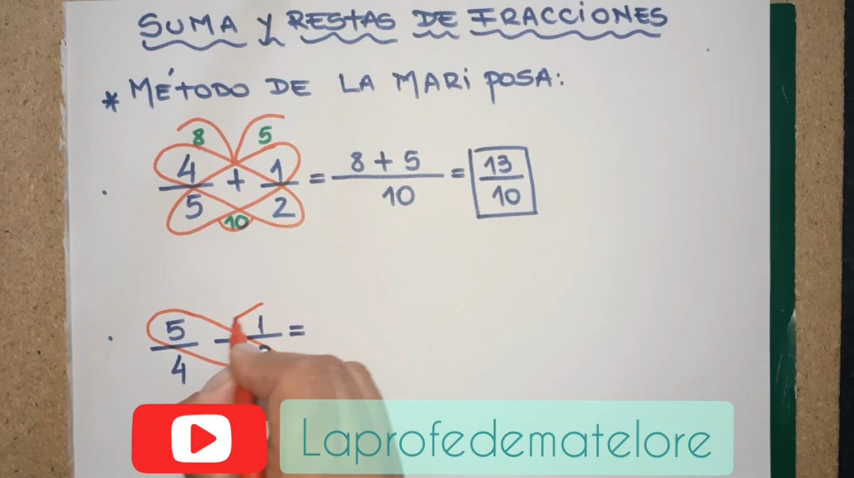 SUMA Y RESTAS DE FRACCIONES
* MÉTODO DE LA MARIPOSA:
8 5
4/5 + 1/2 = 8 + 5/10 = 13/10
10
5/4 - 1/ =
Laprofedematelore